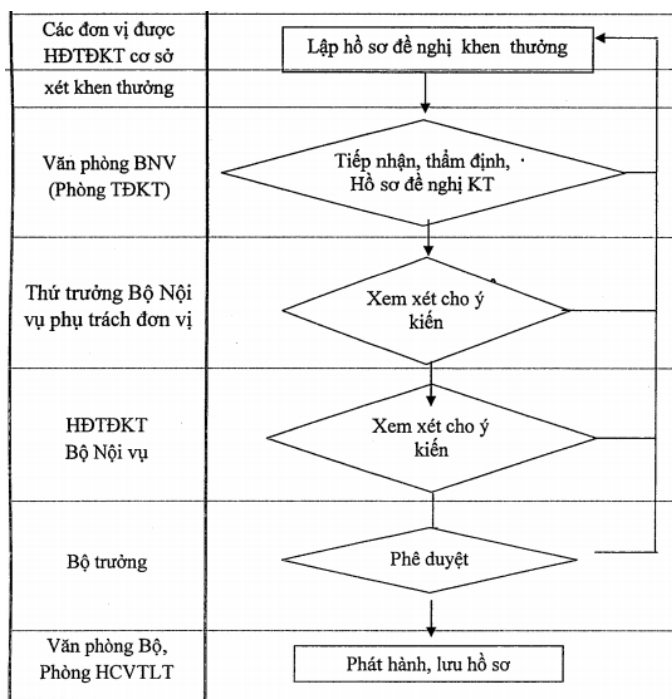 Các đơn vị được
HĐTĐKT cơ sở
xét khen thưởng
Lập hồ sơ đề nghị khen thưởng
Văn phòng BNV
(Phòng TĐKT)
Tiếp nhận, thẩm định,
Hồ sơ đề nghị KT
Thứ trưởng Bộ Nội
vụ phụ trách đơn vị
Xem xét cho ý
kiến
HĐTĐKT
Bộ Nội vụ
Xem xét cho ý
kiến
Bộ trưởng
Phê duyệt
Văn phòng Bộ,
Phòng HCVTLT
Phát hành, lưu hồ sơ